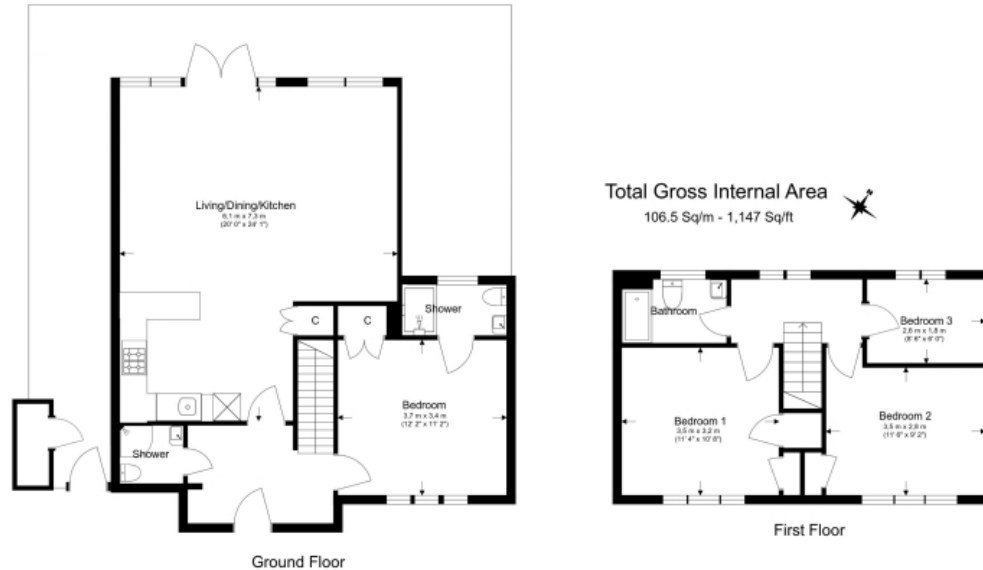 Living/Dining/Kitchen
6,1 m x 7,3 m
(20' 0" x 24' 1")
C
C
Shower
Bedroom
3,7 m x 3,4 m
(12' 2" x 11' 2")
Shower
Ground Floor
Total Gross Internal Area
106.5 Sq/m - 1,147 Sq/ft
Bathroom
Bedroom 3
2,6 m x 1,8 m
(8' 6" x 6' 0")
Bedroom 1
3,5 m x 3,2 m
(11' 4" x 10' 8")
Bedroom 2
3,5 m x 2,8 m
(11' 6" x 9' 2")
First Floor